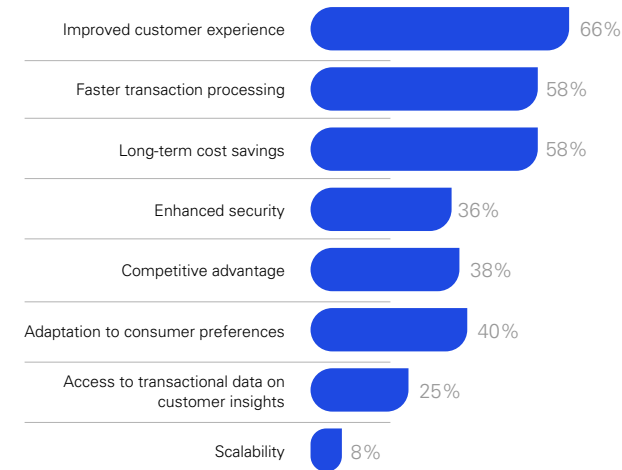 Improved customer experience 66%
Faster transaction processing 58%
Long-term cost savings 58%
Enhanced security 36%
Competitive advantage 38%
Adaptation to consumer preferences 40%
Access to transactional data on
customer insights 25%
Scalability 8%